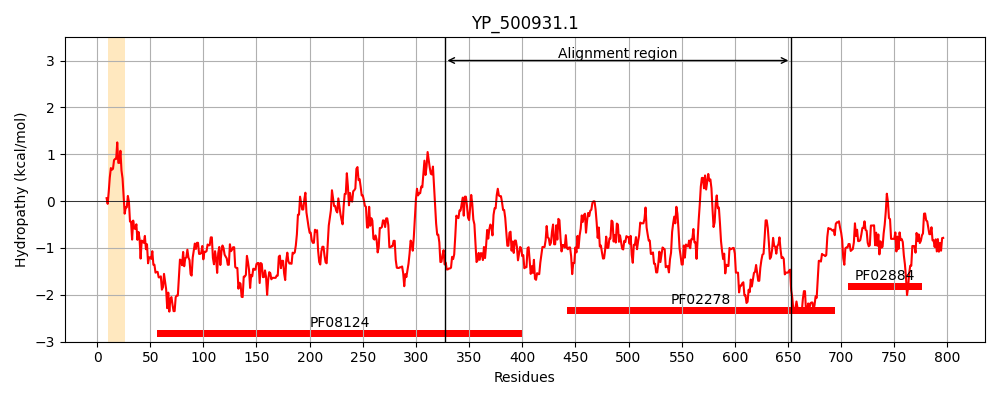 YP_500931.1
Alignment region
3
2
1
0
−1
−2
−3
Hydropathy (kcal/mol)
PF02884
PF02278
PF08124
0 50 100 150 200 250 300 350 400 450 500 550 600 650 700 750 800
Residues